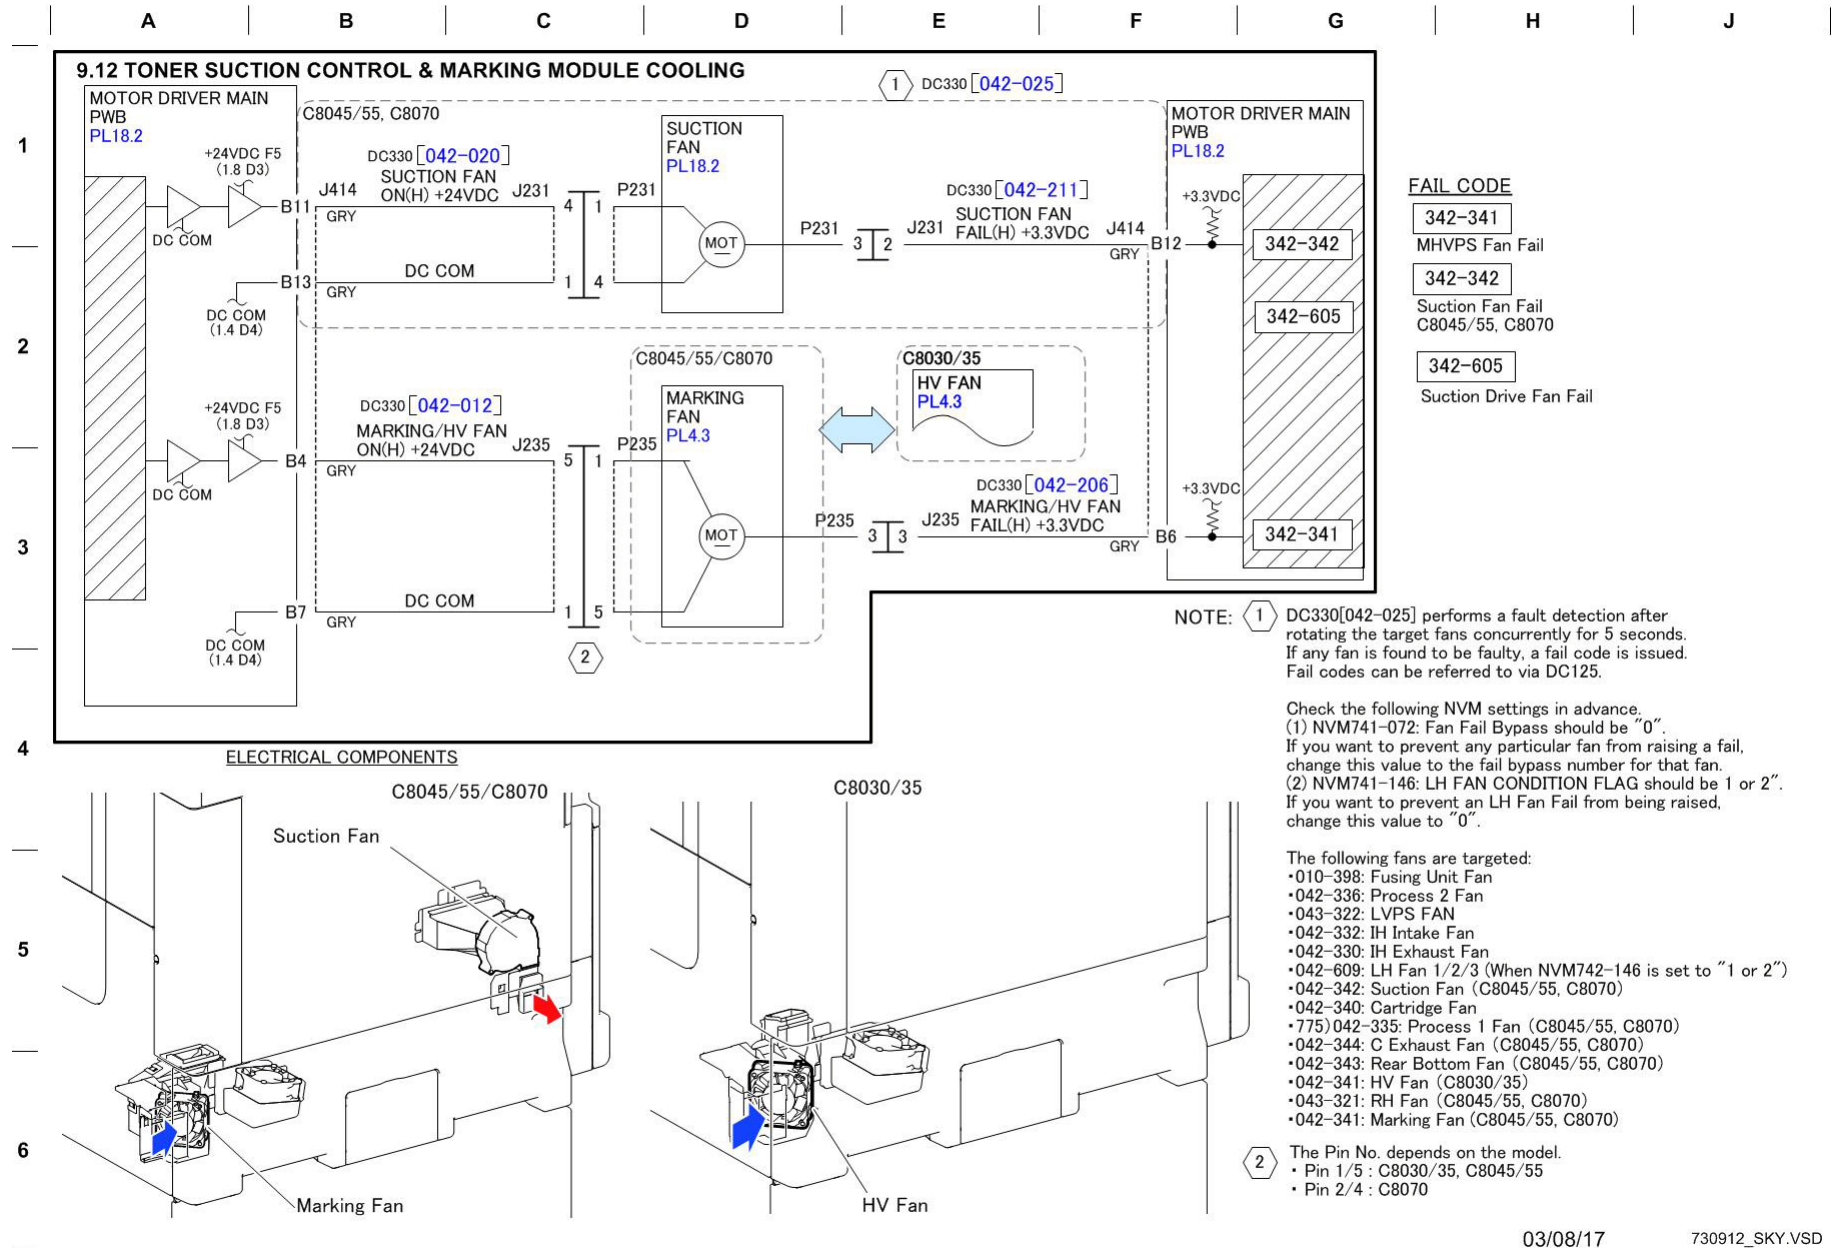 A B C D E F G H J
1
2
3
4
5
6
9.12 TONER SUCTION CONTROL & MARKING MODULE COOLING
1 DC330 [042-025]
MOTOR DRIVER MAIN
PWB
PL18.2
C8045/55, C8070
+24VDC F5
(1.8 D3)
DC COM
B11
J414
GRY
DC330 [042-020]
SUCTION FAN
ON(H) +24VDC
J231
4 1
P231
SUCTION
FAN
PL18.2
MOT
B13
GRY
DC COM
1 4
DC COM
(1.4 D4)
P231
3 2
J231
DC330 [042-211]
SUCTION FAN
FAIL(H) +3.3VDC
J414
GRY
B12
MOTOR DRIVER MAIN
PWB
PL18.2
+3.3VDC
342-342
342-605
+24VDC F5
(1.8 D3)
DC COM
B4
GRY
DC330 [042-012]
MARKING/HV FAN
ON(H) +24VDC
J235
5 1
P235
C8045/55/C8070
MARKING
FAN
PL4.3
MOT
C8030/35
HV FAN
PL4.3
P235
3 3
J235
DC330 [042-206]
MARKING/HV FAN
FAIL(H) +3.3VDC
GRY
B6
+3.3VDC
342-341
B7
GRY
DC COM
1 5
DC COM
(1.4 D4)
2
FAIL CODE
342-341
MHVPS Fan Fail
342-342
Suction Fan Fail
C8045/55, C8070
342-605
Suction Drive Fan Fail
NOTE: 1 DC330[042-025] performs a fault detection after
rotating the target fans concurrently for 5 seconds.
If any fan is found to be faulty, a fail code is issued.
Fail codes can be referred to via DC125.
Check the following NVM settings in advance.
(1) NVM741-072: Fan Fail Bypass should be "0".
If you want to prevent any particular fan from raising a fail,
change this value to the fail bypass number for that fan.
(2) NVM741-146: LH FAN CONDITION FLAG should be 1 or 2".
If you want to prevent an LH Fan Fail from being raised,
change this value to "0".
The following fans are targeted:
・010-398: Fusing Unit Fan
・042-336: Process 2 Fan
・043-322: LVPS FAN
・042-332: IH Intake Fan
・042-330: IH Exhaust Fan
・042-609: LH Fan 1/2/3 (When NVM742-146 is set to "1 or 2")
・042-342: Suction Fan (C8045/55, C8070)
・042-340: Cartridge Fan
・775)042-335: Process 1 Fan (C8045/55, C8070)
・042-344: C Exhaust Fan (C8045/55, C8070)
・042-343: Rear Bottom Fan (C8045/55, C8070)
・042-341: HV Fan (C8030/35)
・043-321: RH Fan (C8045/55, C8070)
・042-341: Marking Fan (C8045/55, C8070)
2 The Pin No. depends on the model.
・ Pin 1/5 : C8030/35, C8045/55
・ Pin 2/4 : C8070
ELECTRICAL COMPONENTS
C8045/55/C8070
Suction Fan
Marking Fan
C8030/35
HV Fan
03/08/17 730912_SKY.VSD